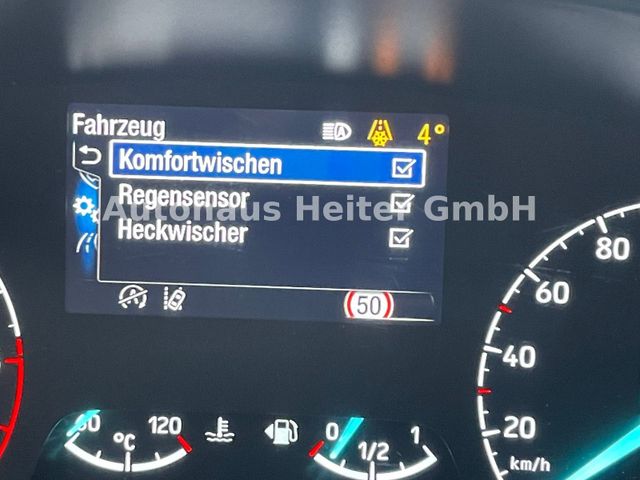 Fahrzeug
4°
Komfortwischen
Regensensor
Heckwischer
Autohaus Heiter GmbH
50
80
60
40
20
km/h
60 120
°C
0 1/2 1